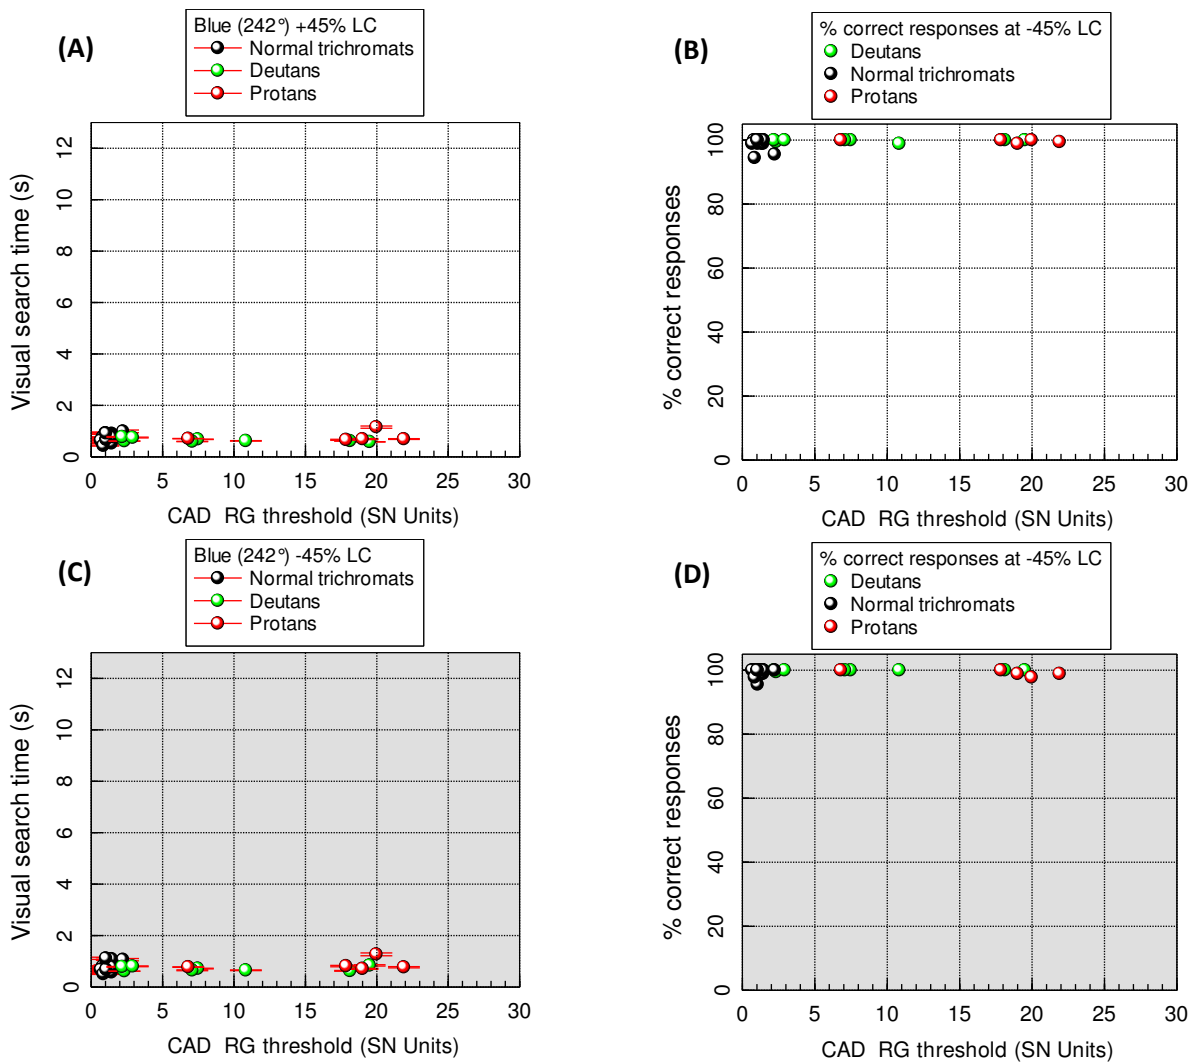 (A)
Blue (242°) +45% LC
Normal trichromats
Deutans
Protans
Visual search time (s)
12
10
8
6
4
2
0
0 5 10 15 20 25 30
CAD RG threshold (SN Units)
(B)
% correct responses at -45% LC
Deutans
Normal trichromats
Protans
% correct responses
100
80
60
40
20
0
0 5 10 15 20 25 30
CAD RG threshold (SN Units)
(C)
Blue (242°) -45% LC
Normal trichromats
Deutans
Protans
Visual search time (s)
12
10
8
6
4
2
0
0 5 10 15 20 25 30
CAD RG threshold (SN Units)
(D)
% correct responses at -45% LC
Deutans
Normal trichromats
Protans
% correct responses
100
80
60
40
20
0
0 5 10 15 20 25 30
CAD RG threshold (SN Units)